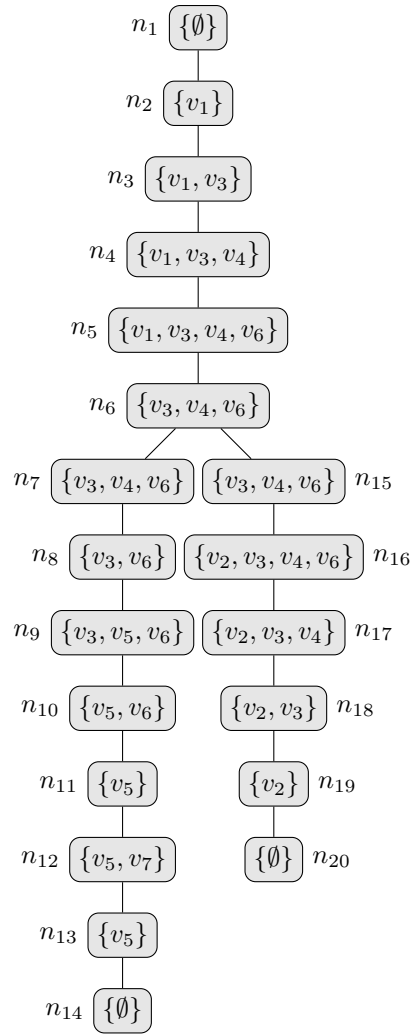 n₁ {∅}
n₂ {v₁}
n₃ {v₁, v₃}
n₄ {v₁, v₃, v₄}
n₅ {v₁, v₃, v₄, v₆}
n₆ {v₃, v₄, v₆}
n₇ {v₃, v₄, v₆} {v₃, v₄, v₆} n₁₅
n₈ {v₃, v₆} {v₂, v₃, v₄, v₆} n₁₆
n₉ {v₃, v₅, v₆} {v₂, v₃, v₄} n₁₇
n₁₀ {v₅, v₆} {v₂, v₃} n₁₈
n₁₁ {v₅} {v₂} n₁₉
n₁₂ {v₅, v₇} {∅} n₂₀
n₁₃ {v₅}
n₁₄ {∅}